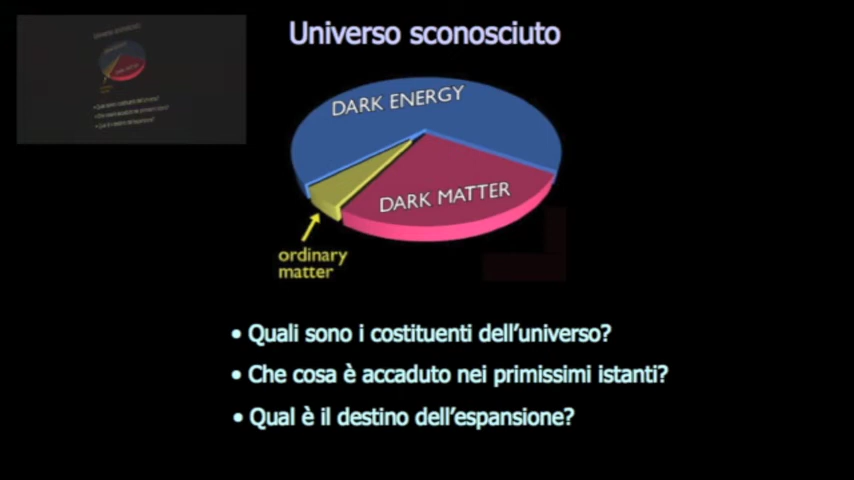 Universo sconosciuto
DARK ENERGY
DARK MATTER
ordinary
matter
• Quali sono i costituenti dell'universo?
• Che cosa è accaduto nei primissimi istanti?
• Qual è il destino dell'espansione?